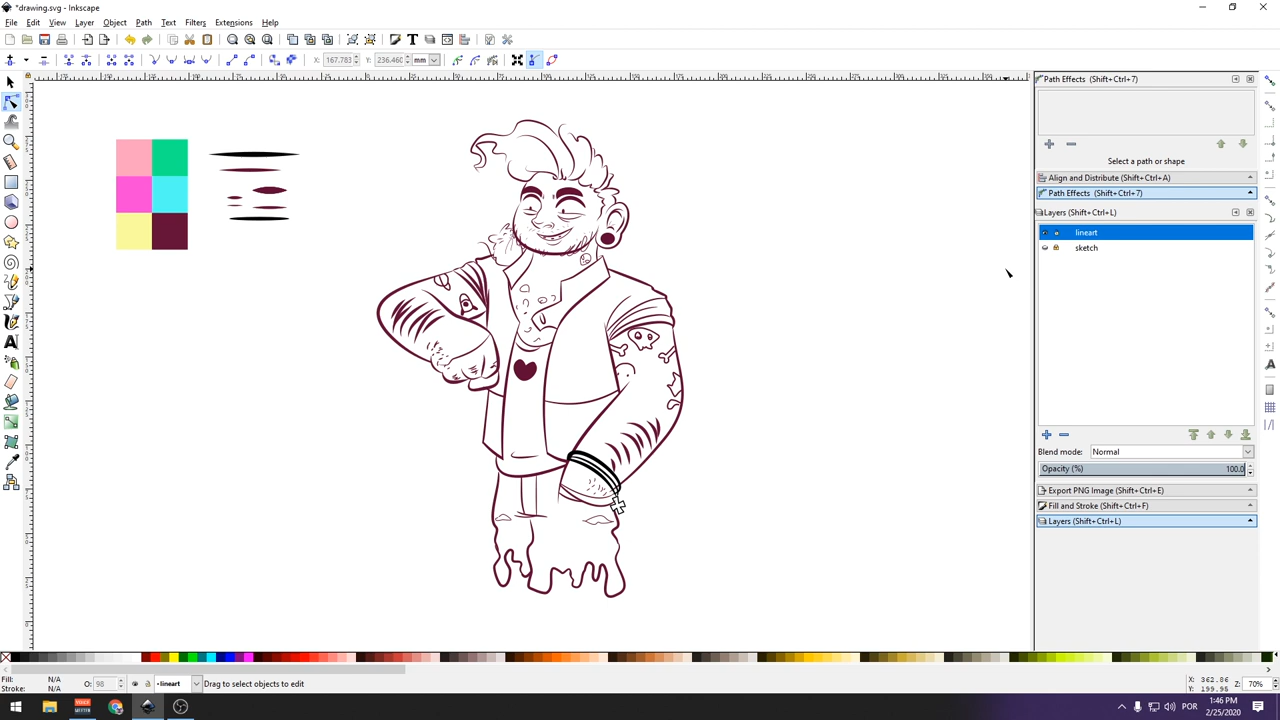 *drawing.svg - Inkscape
File Edit View Layer Object Path Text Filters Extensions Help
X: 167.783 Y: 236.460 mm
Path Effects (Shift+Ctrl+7)
Select a path or shape
Align and Distribute (Shift+Ctrl+A)
Path Effects (Shift+Ctrl+7)
Layers (Shift+Ctrl+L)
lineart
sketch
Blend mode: Normal
Opacity (%) 100.0
Export PNG Image (Shift+Ctrl+E)
Fill and Stroke (Shift+Ctrl+F)
Layers (Shift+Ctrl+L)
Fill: N/A
Stroke: N/A
O: 98
•lineart
Drag to select objects to edit
X: 362.86
Y: 199.95
Z: 70%
POR
1:46 PM
2/25/2020